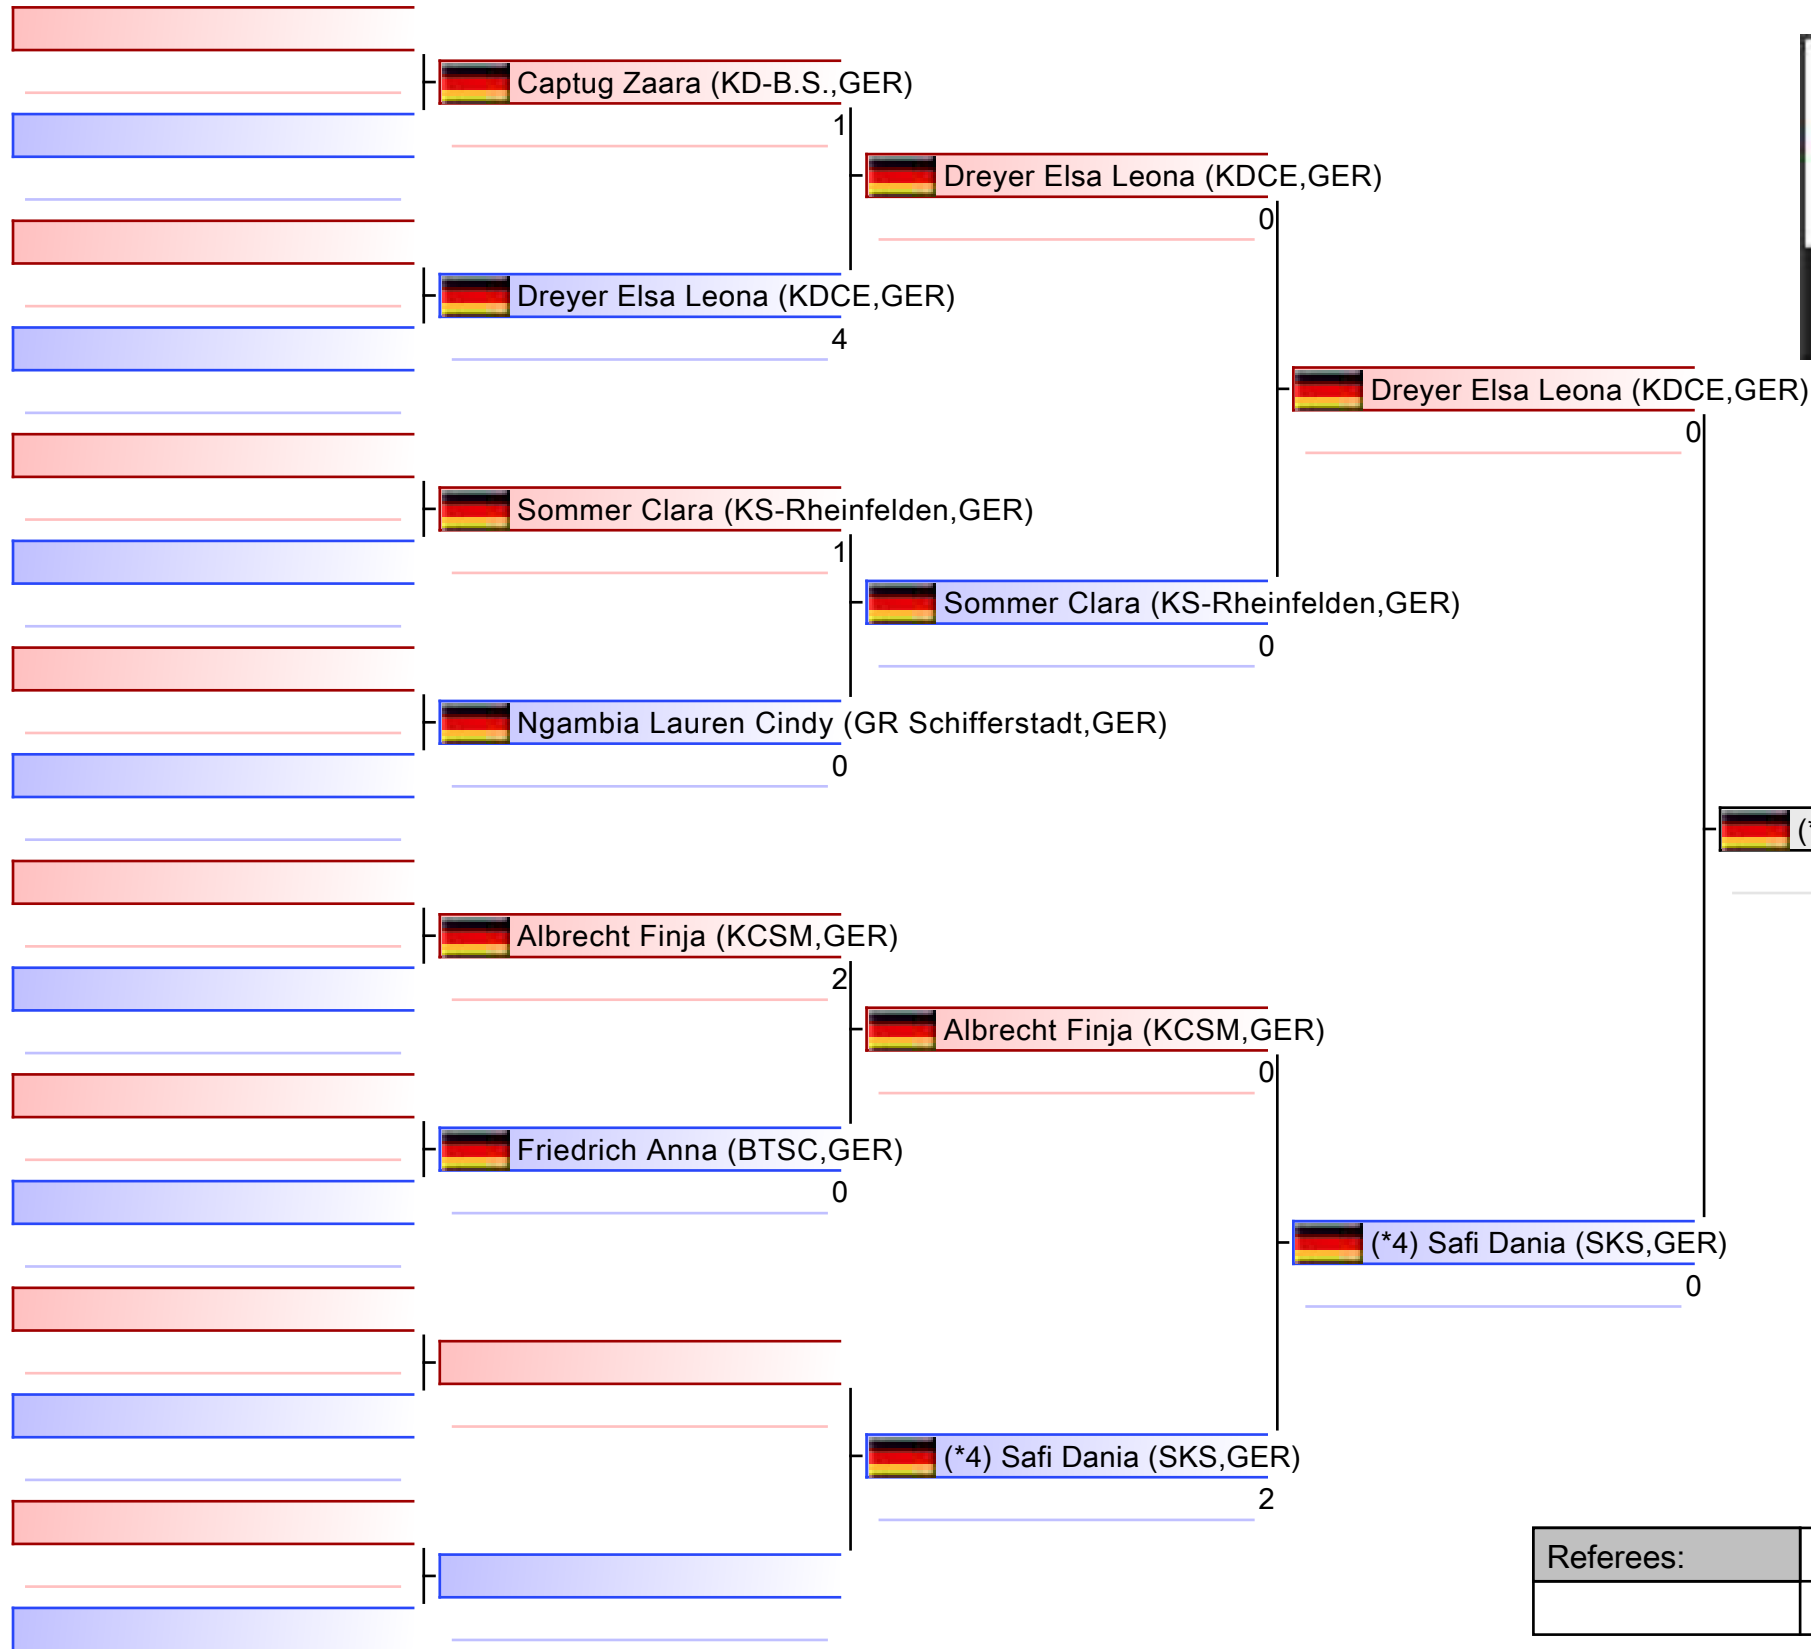 Captug Zaara (KD-B.S.,GER)
1
Dreyer Elsa Leona (KDCE,GER)
0
Dreyer Elsa Leona (KDCE,GER)
4
Dreyer Elsa Leona (KDCE,GER)
0
Sommer Clara (KS-Rheinfelden,GER)
1
Sommer Clara (KS-Rheinfelden,GER)
0
Ngambia Lauren Cindy (GR Schifferstadt,GER)
0
(*
Albrecht Finja (KCSM,GER)
2
Albrecht Finja (KCSM,GER)
0
Friedrich Anna (BTSC,GER)
0
(*4) Safi Dania (SKS,GER)
0
(*4) Safi Dania (SKS,GER)
2
Referees: